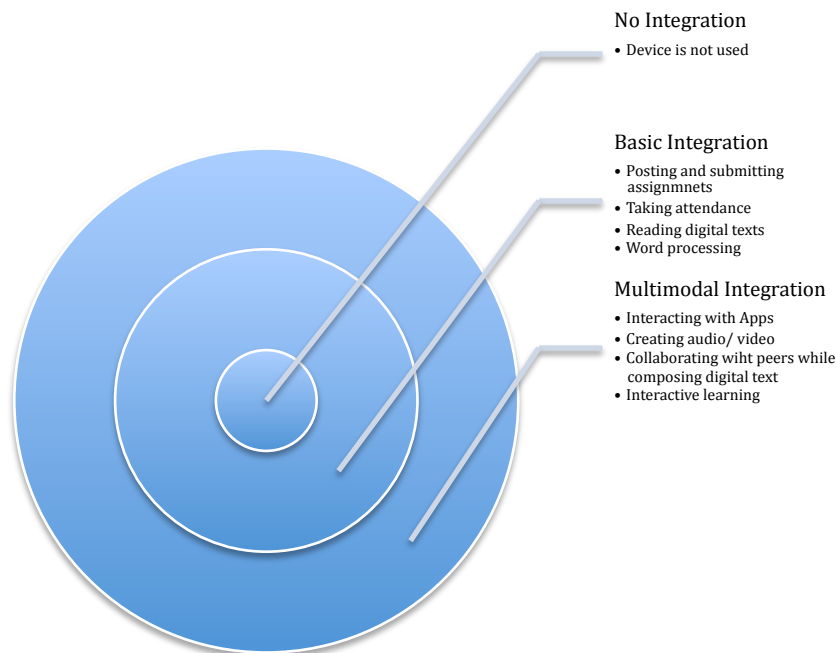 No Integration
• Device is not used
Basic Integration
• Posting and submitting
assignmnets
• Taking attendance
• Reading digital texts
• Word processing
Multimodal Integration
• Interacting with Apps
• Creating audio/ video
• Collaborating wiht peers while
composing digital text
• Interactive learning